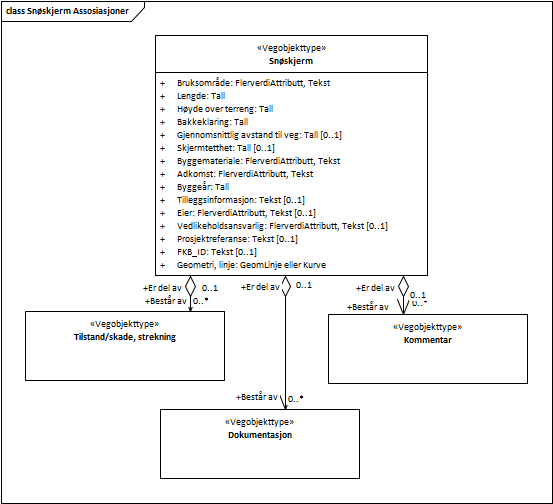 class Snøskjerm Assosiasjoner
«Vegobjekttype»
Snøskjerm
+ Bruksområde: FlerverdiAttributt, Tekst
+ Lengde: Tall
+ Høyde over terreng: Tall
+ Bakkeklaring: Tall
+ Gjennomsnittlig avstand til veg: Tall [0..1]
+ Skjermtetthet: Tall [0..1]
+ Byggemateriale: FlerverdiAttributt, Tekst
+ Adkomst: FlerverdiAttributt, Tekst
+ Byggeår: Tall
+ Tilleggsinformasjon: Tekst [0..1]
+ Eier: FlerverdiAttributt, Tekst [0..1]
+ Vedlikeholdsansvarlig: FlerverdiAttributt, Tekst [0..1]
+ Prosjektreferanse: Tekst [0..1]
+ FKB_ID: Tekst [0..1]
+ Geometri, linje: GeomLinje eller Kurve
+Er del av 0..1
+Består av 0..*
+Er del av 0..1
+Er del av 0..1
+Består av 0..*
«Vegobjekttype»
Tilstand/skade, strekning
«Vegobjekttype»
Kommentar
+Består av 0..*
«Vegobjekttype»
Dokumentasjon